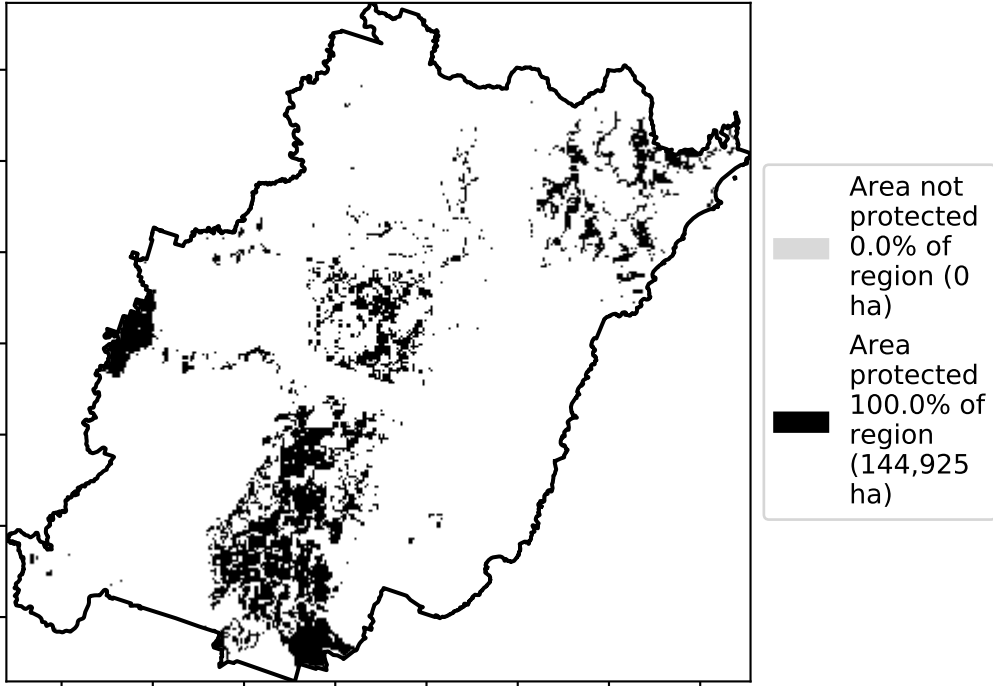 Area not
protected
0.0% of
region (0
ha)
Area
protected
100.0% of
region
(144,925
ha)